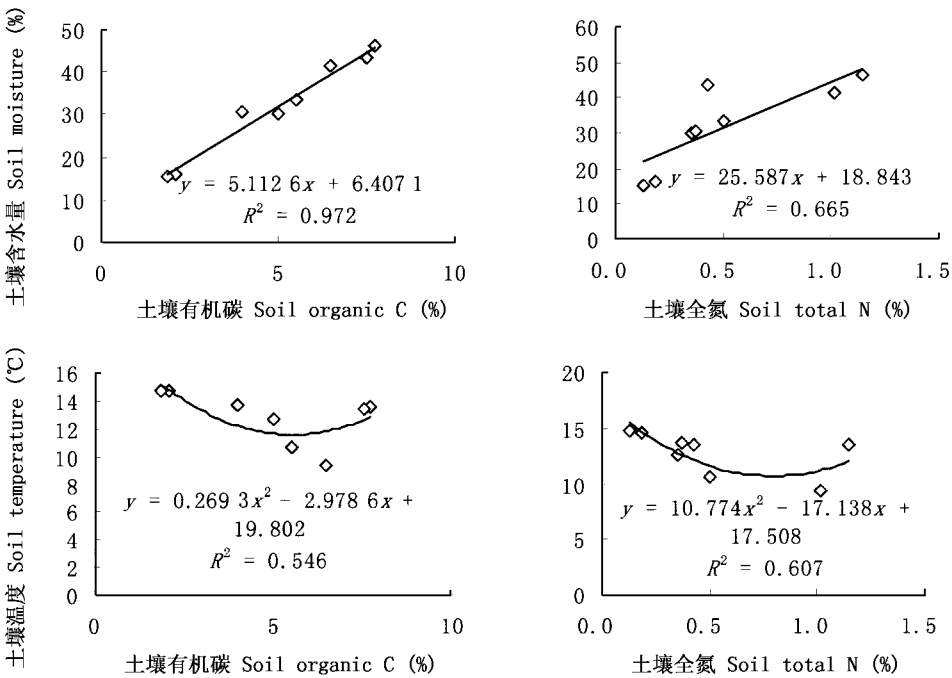 土壤含水量 Soil moisture (%)
50
40
30
20
10
0
y = 5.112 6x + 6.407 1
R² = 0.972
0 5 10
土壤有机碳 Soil organic C (%)
60
50
40
30
20
10
0
y = 25.587x + 18.843
R² = 0.665
0.0 0.5 1.0 1.5
土壤全氮 Soil total N (%)
土壤温度 Soil temperature (℃)
16
14
12
10
8
6
4
2
0
y = 0.269 3x² − 2.978 6x +
19.802
R² = 0.546
0 5 10
土壤有机碳 Soil organic C (%)
20
15
10
5
0
y = 10.774x² − 17.138x +
17.508
R² = 0.607
0.0 0.5 1.0 1.5
土壤全氮 Soil total N (%)